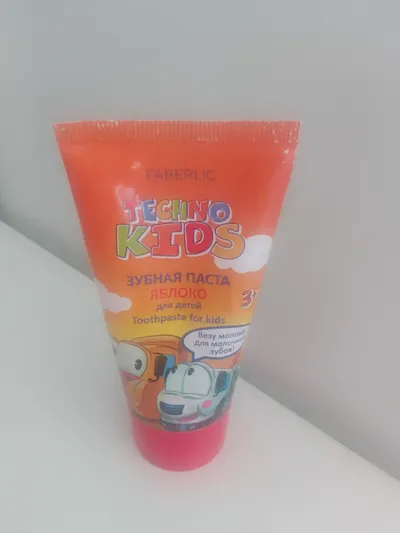 FABERLIC
TECHNO
KIDS
ЗУБНАЯ ПАСТА
ЯБЛОКО
для детей
3+
Toothpaste for kids
Везу молоко
для молочных
зубов!